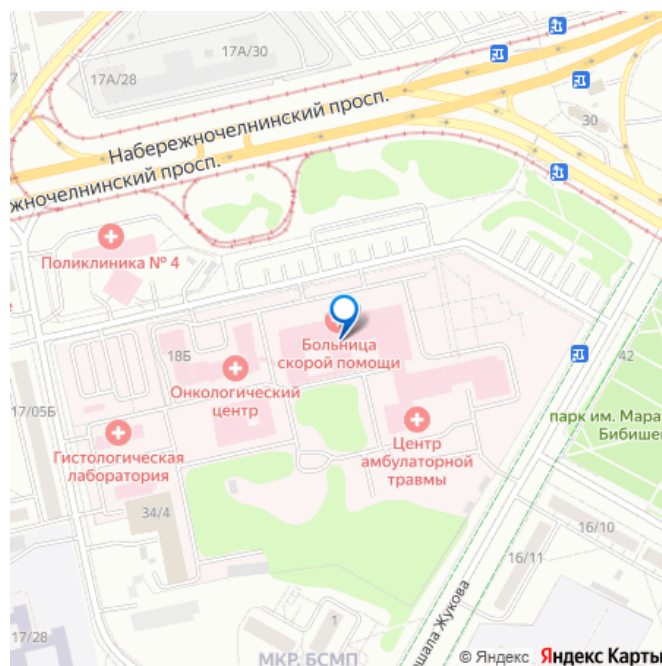 17А/30
17А/28
Набережночелнинский просп.
30
жночелнинский просп.
Поликлиника № 4
Больница
скорой помощи
18Б
42
Онкологический
центр
17/05Б
парк им. Мара
Бибише
Гистологическая
лаборатория
Центр
амбулаторной
травмы
34/4
16/10
16/11
17/28
1
шала Жукова
МКР. БСМП
© Яндекс Яндекс Карты